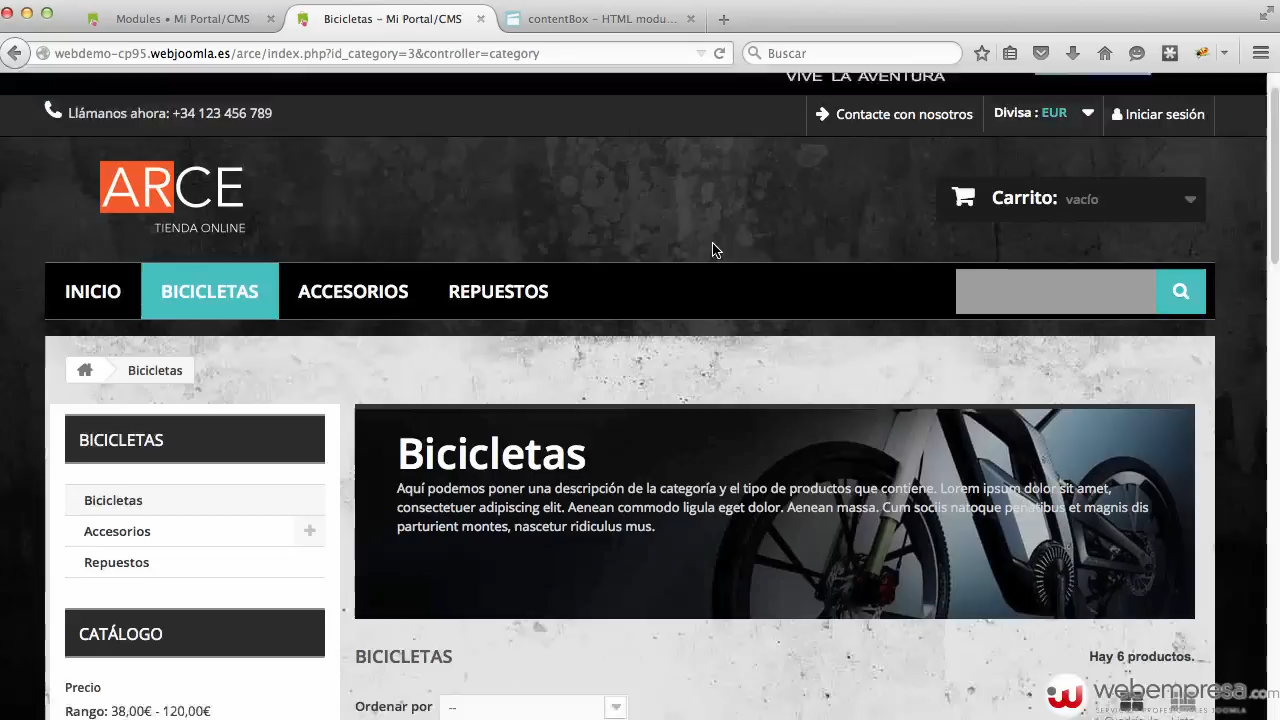 Modules • Mi Portal/CMS
Bicicletas - Mi Portal/CMS
contentBox - HTML modu...
webdemo-cp95.webjoomla.es/arce/index.php?id_category=3&controller=category
Buscar
VIVE LA AVENTURA
Llámanos ahora: +34 123 456 789
Contacte con nosotros
Divisa : EUR
Iniciar sesión
ARCE
TIENDA ONLINE
Carrito: vacío
INICIO BICICLETAS ACCESORIOS REPUESTOS
Bicicletas
BICICLETAS
Bicicletas
Accesorios
Repuestos
CATÁLOGO
Precio
Rango: 38,00€ - 120,00€
Bicicletas
Aquí podemos poner una descripción de la categoría y el tipo de productos que contiene. Lorem ipsum dolor sit amet,
consectetuer adipiscing elit. Aenean commodo ligula eget dolor. Aenean massa. Cum sociis natoque penatibus et magnis dis
parturient montes, nascetur ridiculus mus.
BICICLETAS
Hay 6 productos.
Ordenar por --
webempresa.com
SERVICIOS PROFESIONALES JOOMLA